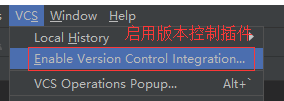 VCS Window Help
Local History 启用版本控制插件
Enable Version Control Integration...
VCS Operations Popup... Alt+`